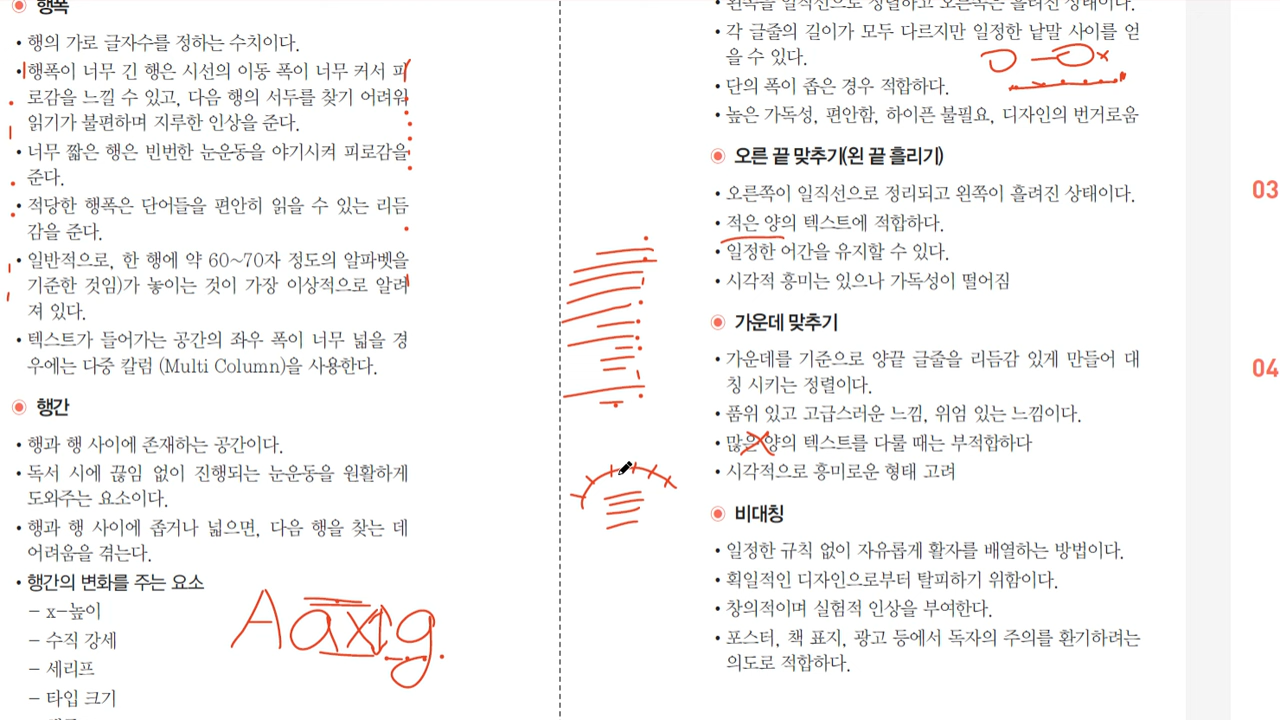 행폭
• 행의 가로 글자수를 정하는 수치이다.
• 행폭이 너무 긴 행은 시선의 이동 폭이 너무 커서 피
로감을 느낄 수 있고, 다음 행의 서두를 찾기 어려워
읽기가 불편하며 지루한 인상을 준다.
• 너무 짧은 행은 빈번한 눈운동을 야기시켜 피로감을
준다.
• 적당한 행폭은 단어들을 편안히 읽을 수 있는 리듬
감을 준다.
• 일반적으로, 한 행에 약 60~70자 정도의 알파벳을
기준한 것임)가 놓이는 것이 가장 이상적으로 알려
져 있다.
• 텍스트가 들어가는 공간의 좌우 폭이 너무 넓을 경
우에는 다중 칼럼 (Multi Column)을 사용한다.
행간
• 행과 행 사이에 존재하는 공간이다.
• 독서 시에 끊임 없이 진행되는 눈운동을 원활하게
도와주는 요소이다.
• 행과 행 사이에 좁거나 넓으면, 다음 행을 찾는 데
어려움을 겪는다.
• 행간의 변화를 주는 요소
– x-높이
– 수직 강세
– 세리프
– 타입 크기
A a x g
• 왼쪽을 일직선으로 정렬하고 오른쪽은 흘려진 상태이다.
• 각 글줄의 길이가 모두 다르지만 일정한 낱말 사이를 얻
을 수 있다.
• 단의 폭이 좁은 경우 적합하다.
• 높은 가독성, 편안함, 하이픈 불필요, 디자인의 번거로움
오른 끝 맞추기(왼 끝 흘리기)
• 오른쪽이 일직선으로 정리되고 왼쪽이 흘려진 상태이다.
• 적은 양의 텍스트에 적합하다.
• 일정한 어간을 유지할 수 있다.
• 시각적 흥미는 있으나 가독성이 떨어짐
가운데 맞추기
• 가운데를 기준으로 양끝 글줄을 리듬감 있게 만들어 대
칭 시키는 정렬이다.
• 품위 있고 고급스러운 느낌, 위엄 있는 느낌이다.
• 많은 양의 텍스트를 다룰 때는 부적합하다
• 시각적으로 흥미로운 형태 고려
비대칭
• 일정한 규칙 없이 자유롭게 활자를 배열하는 방법이다.
• 획일적인 디자인으로부터 탈피하기 위함이다.
• 창의적이며 실험적 인상을 부여한다.
• 포스터, 책 표지, 광고 등에서 독자의 주의를 환기하려는
의도로 적합하다.
03
04